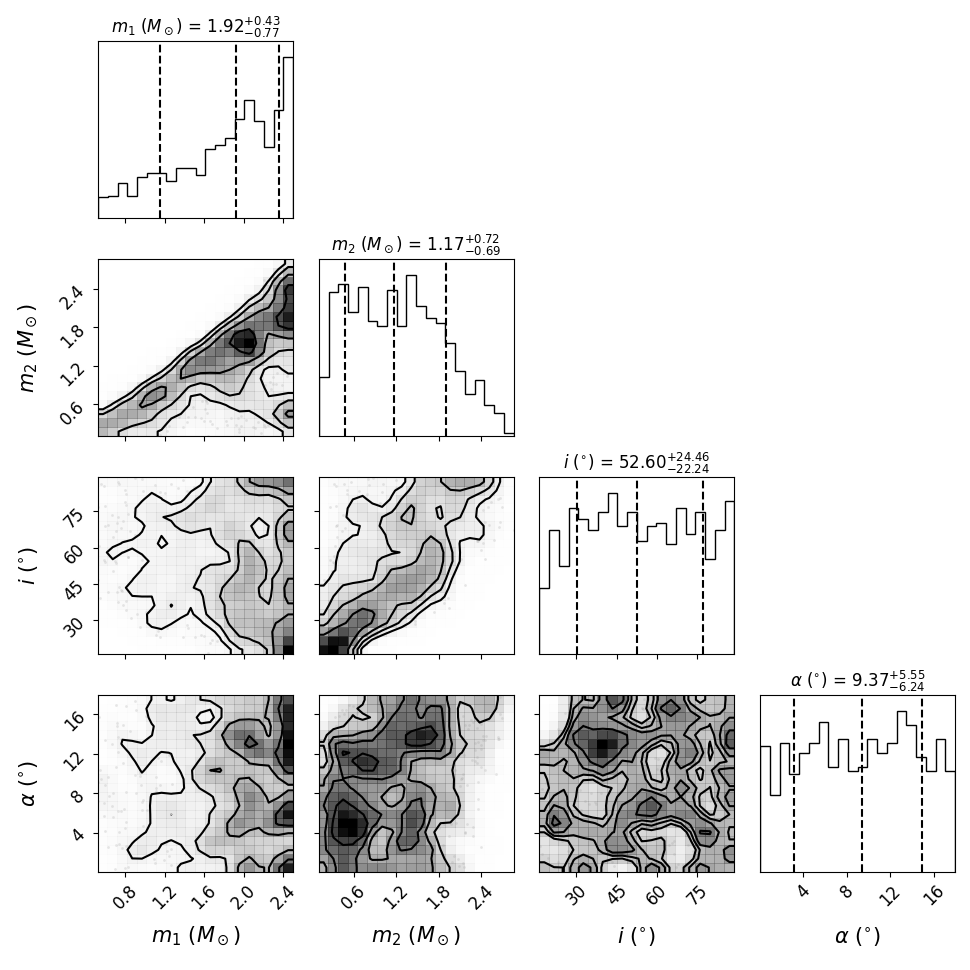 m₁ (M⊙) = 1.92+0.43−0.77
m₂ (M⊙) = 1.17+0.72−0.69
i (°) = 52.60+24.46−22.24
α (°) = 9.37+5.55−6.24
m₂ (M⊙)
2.4
1.8
1.2
0.6
i (°)
75
60
45
30
α (°)
16
12
8
4
0.8 1.2 1.6 2.0 2.4
0.6 1.2 1.8 2.4
30 45 60 75
4 8 12 16
m₁ (M⊙)
m₂ (M⊙)
i (°)
α (°)